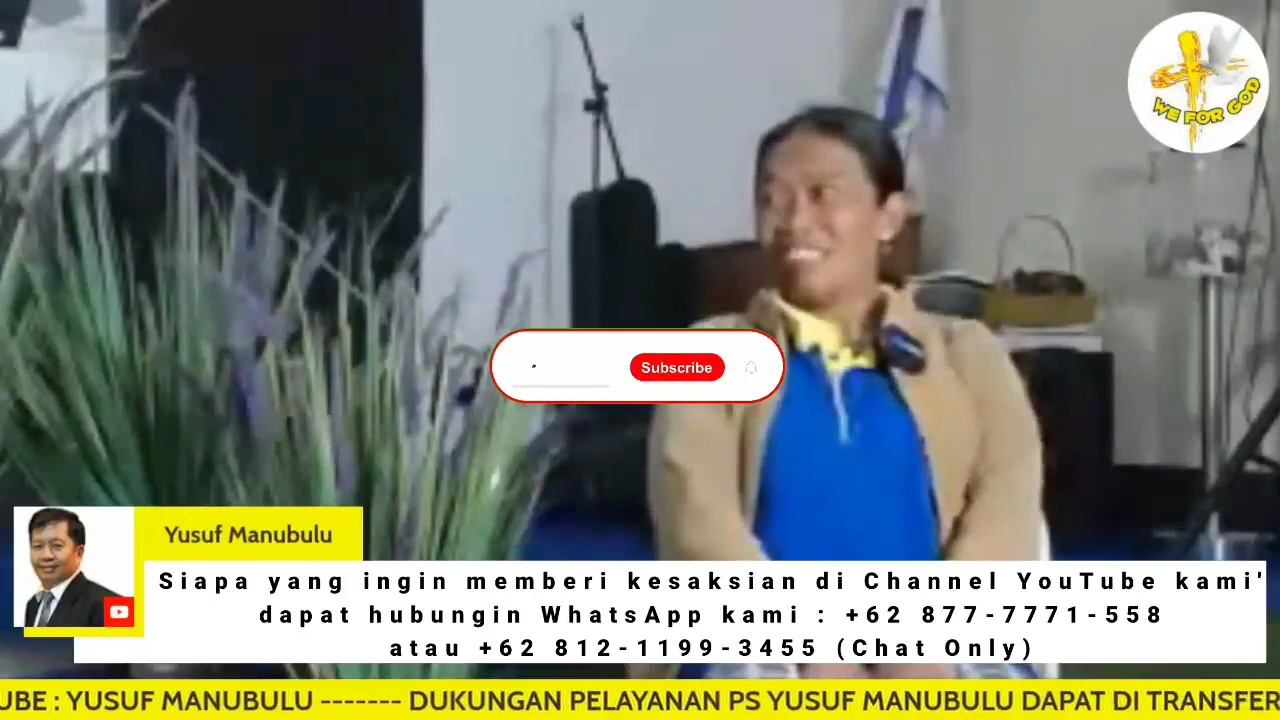 WE FOR GOD
Subscribe
Yusuf Manubulu
Siapa yang ingin memberi kesaksian di Channel YouTube kami'
dapat hubungin WhatsApp kami : +62 877-7771-558
atau +62 812-1199-3455 (Chat Only)
UBE : YUSUF MANUBULU ------- DUKUNGAN PELAYANAN PS YUSUF MANUBULU DAPAT DI TRANSFER